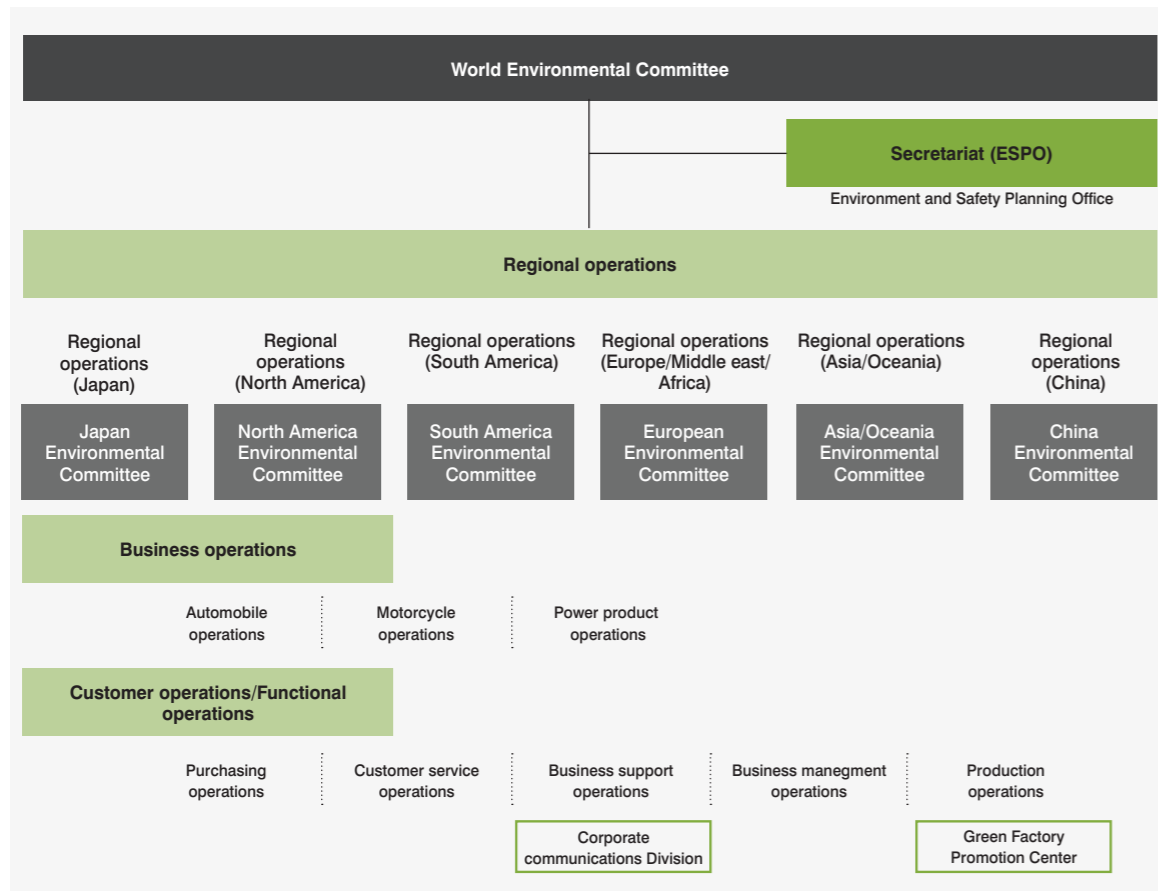 World Environmental Committee
Secretariat (ESPO)
Environment and Safety Planning Office
Regional operations
Regional
operations
(Japan)
Regional
operations
(North America)
Regional operations
(South America)
Regional operations
(Europe/Middle east/
Africa)
Regional operations
(Asia/Oceania)
Regional
operations
(China)
Japan
Environmental
Committee
North America
Environmental
Committee
South America
Environmental
Committee
European
Environmental
Committee
Asia/Oceania
Environmental
Committee
China
Environmental
Committee
Business operations
Automobile
operations
Motorcycle
operations
Power product
operations
Customer operations/Functional
operations
Purchasing
operations
Customer service
operations
Business support
operations
Business manegment
operations
Production
operations
Corporate
communications Division
Green Factory
Promotion Center